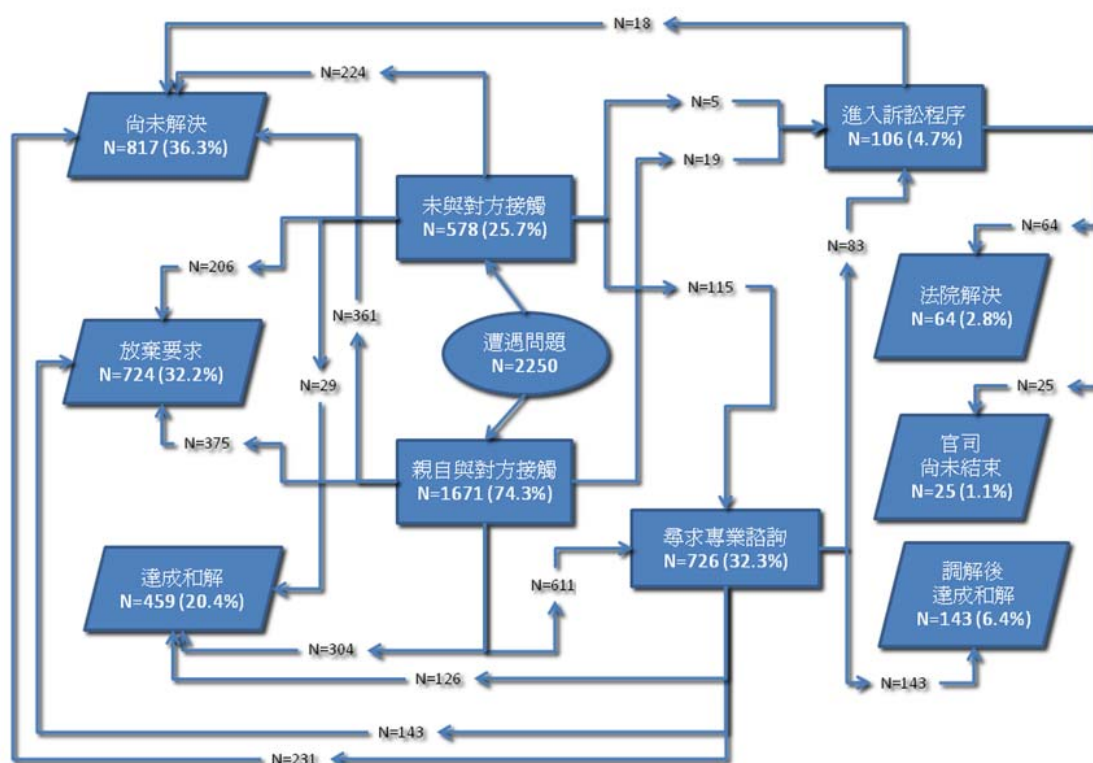 N=18
N=224
尚未解決
N=817 (36.3%)
N=5
進入訴訟程序
N=106 (4.7%)
N=19
未與對方接觸
N=578 (25.7%)
N=64
N=83
N=206
N=115
法院解決
N=64 (2.8%)
N=361
遭遇問題
N=2250
放棄要求
N=724 (32.2%)
N=29
N=25
N=375
親自與對方接觸
N=1671 (74.3%)
官司
尚未結束
N=25 (1.1%)
尋求專業諮詢
N=726 (32.3%)
達成和解
N=459 (20.4%)
N=611
調解後
達成和解
N=143 (6.4%)
N=304
N=126
N=143
N=143
N=231